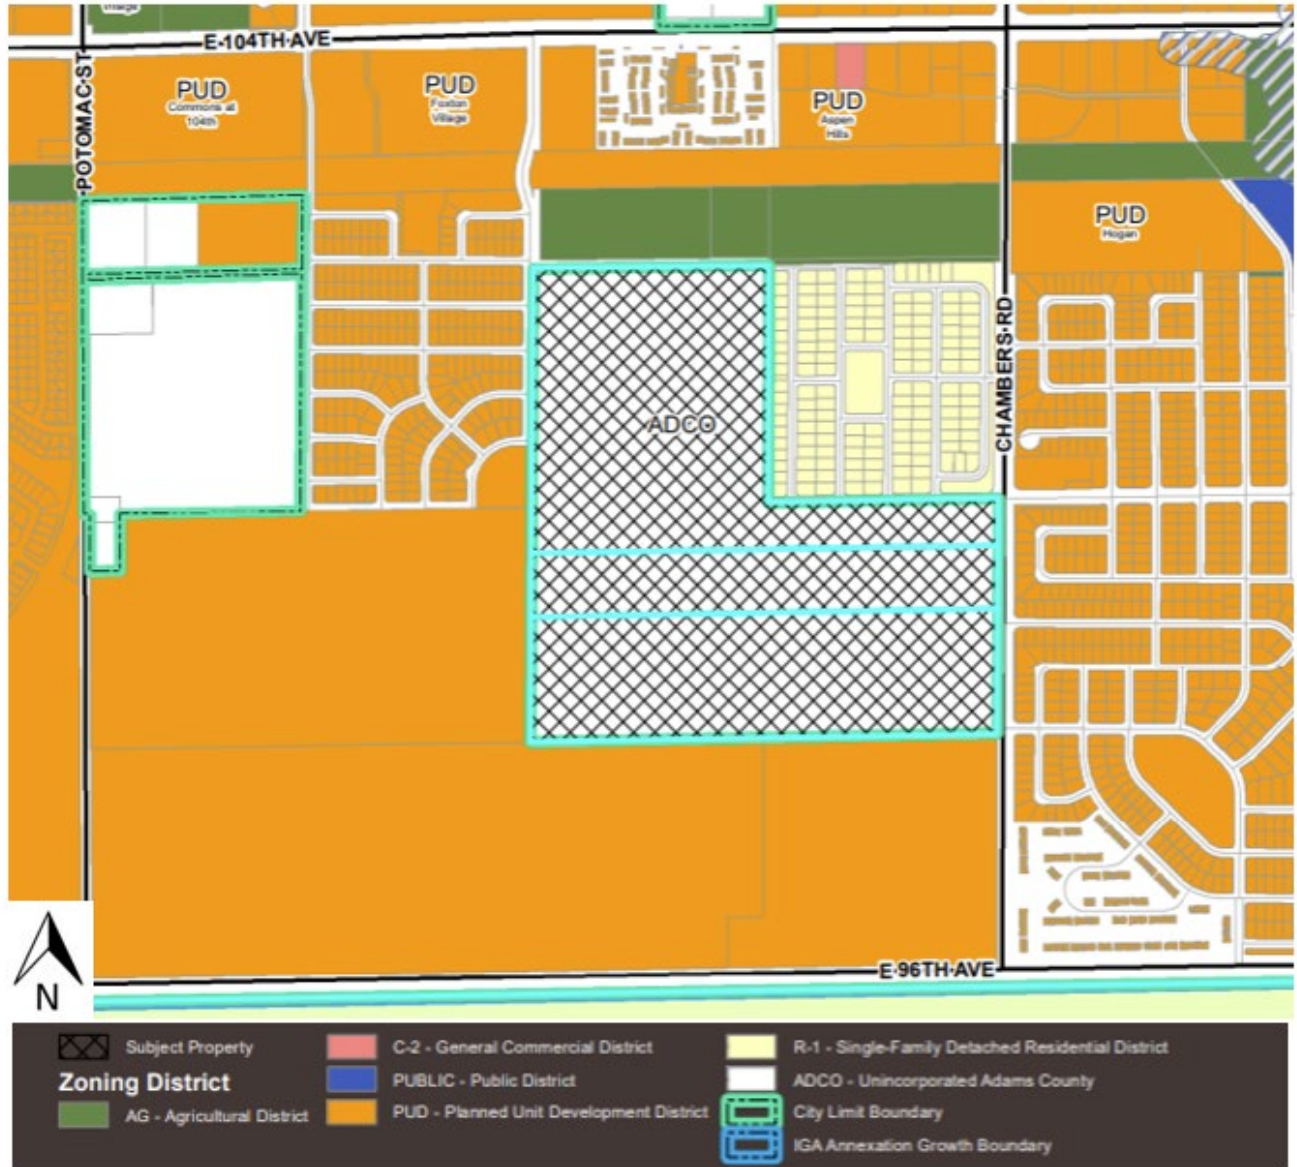 Village
E 104TH AVE
POTOMAC ST
PUD
Commons at
104th
PUD
Foxton
Village
PUD
Aspen
Hills
PUD
Hogan
ADCO
CHAMBERS RD
E 96TH AVE
N
Subject Property
Zoning District
AG - Agricultural District
C-2 - General Commercial District
PUBLIC - Public District
PUD - Planned Unit Development District
R-1 - Single-Family Detached Residential District
ADCO - Unincorporated Adams County
City Limit Boundary
IGA Annexation Growth Boundary